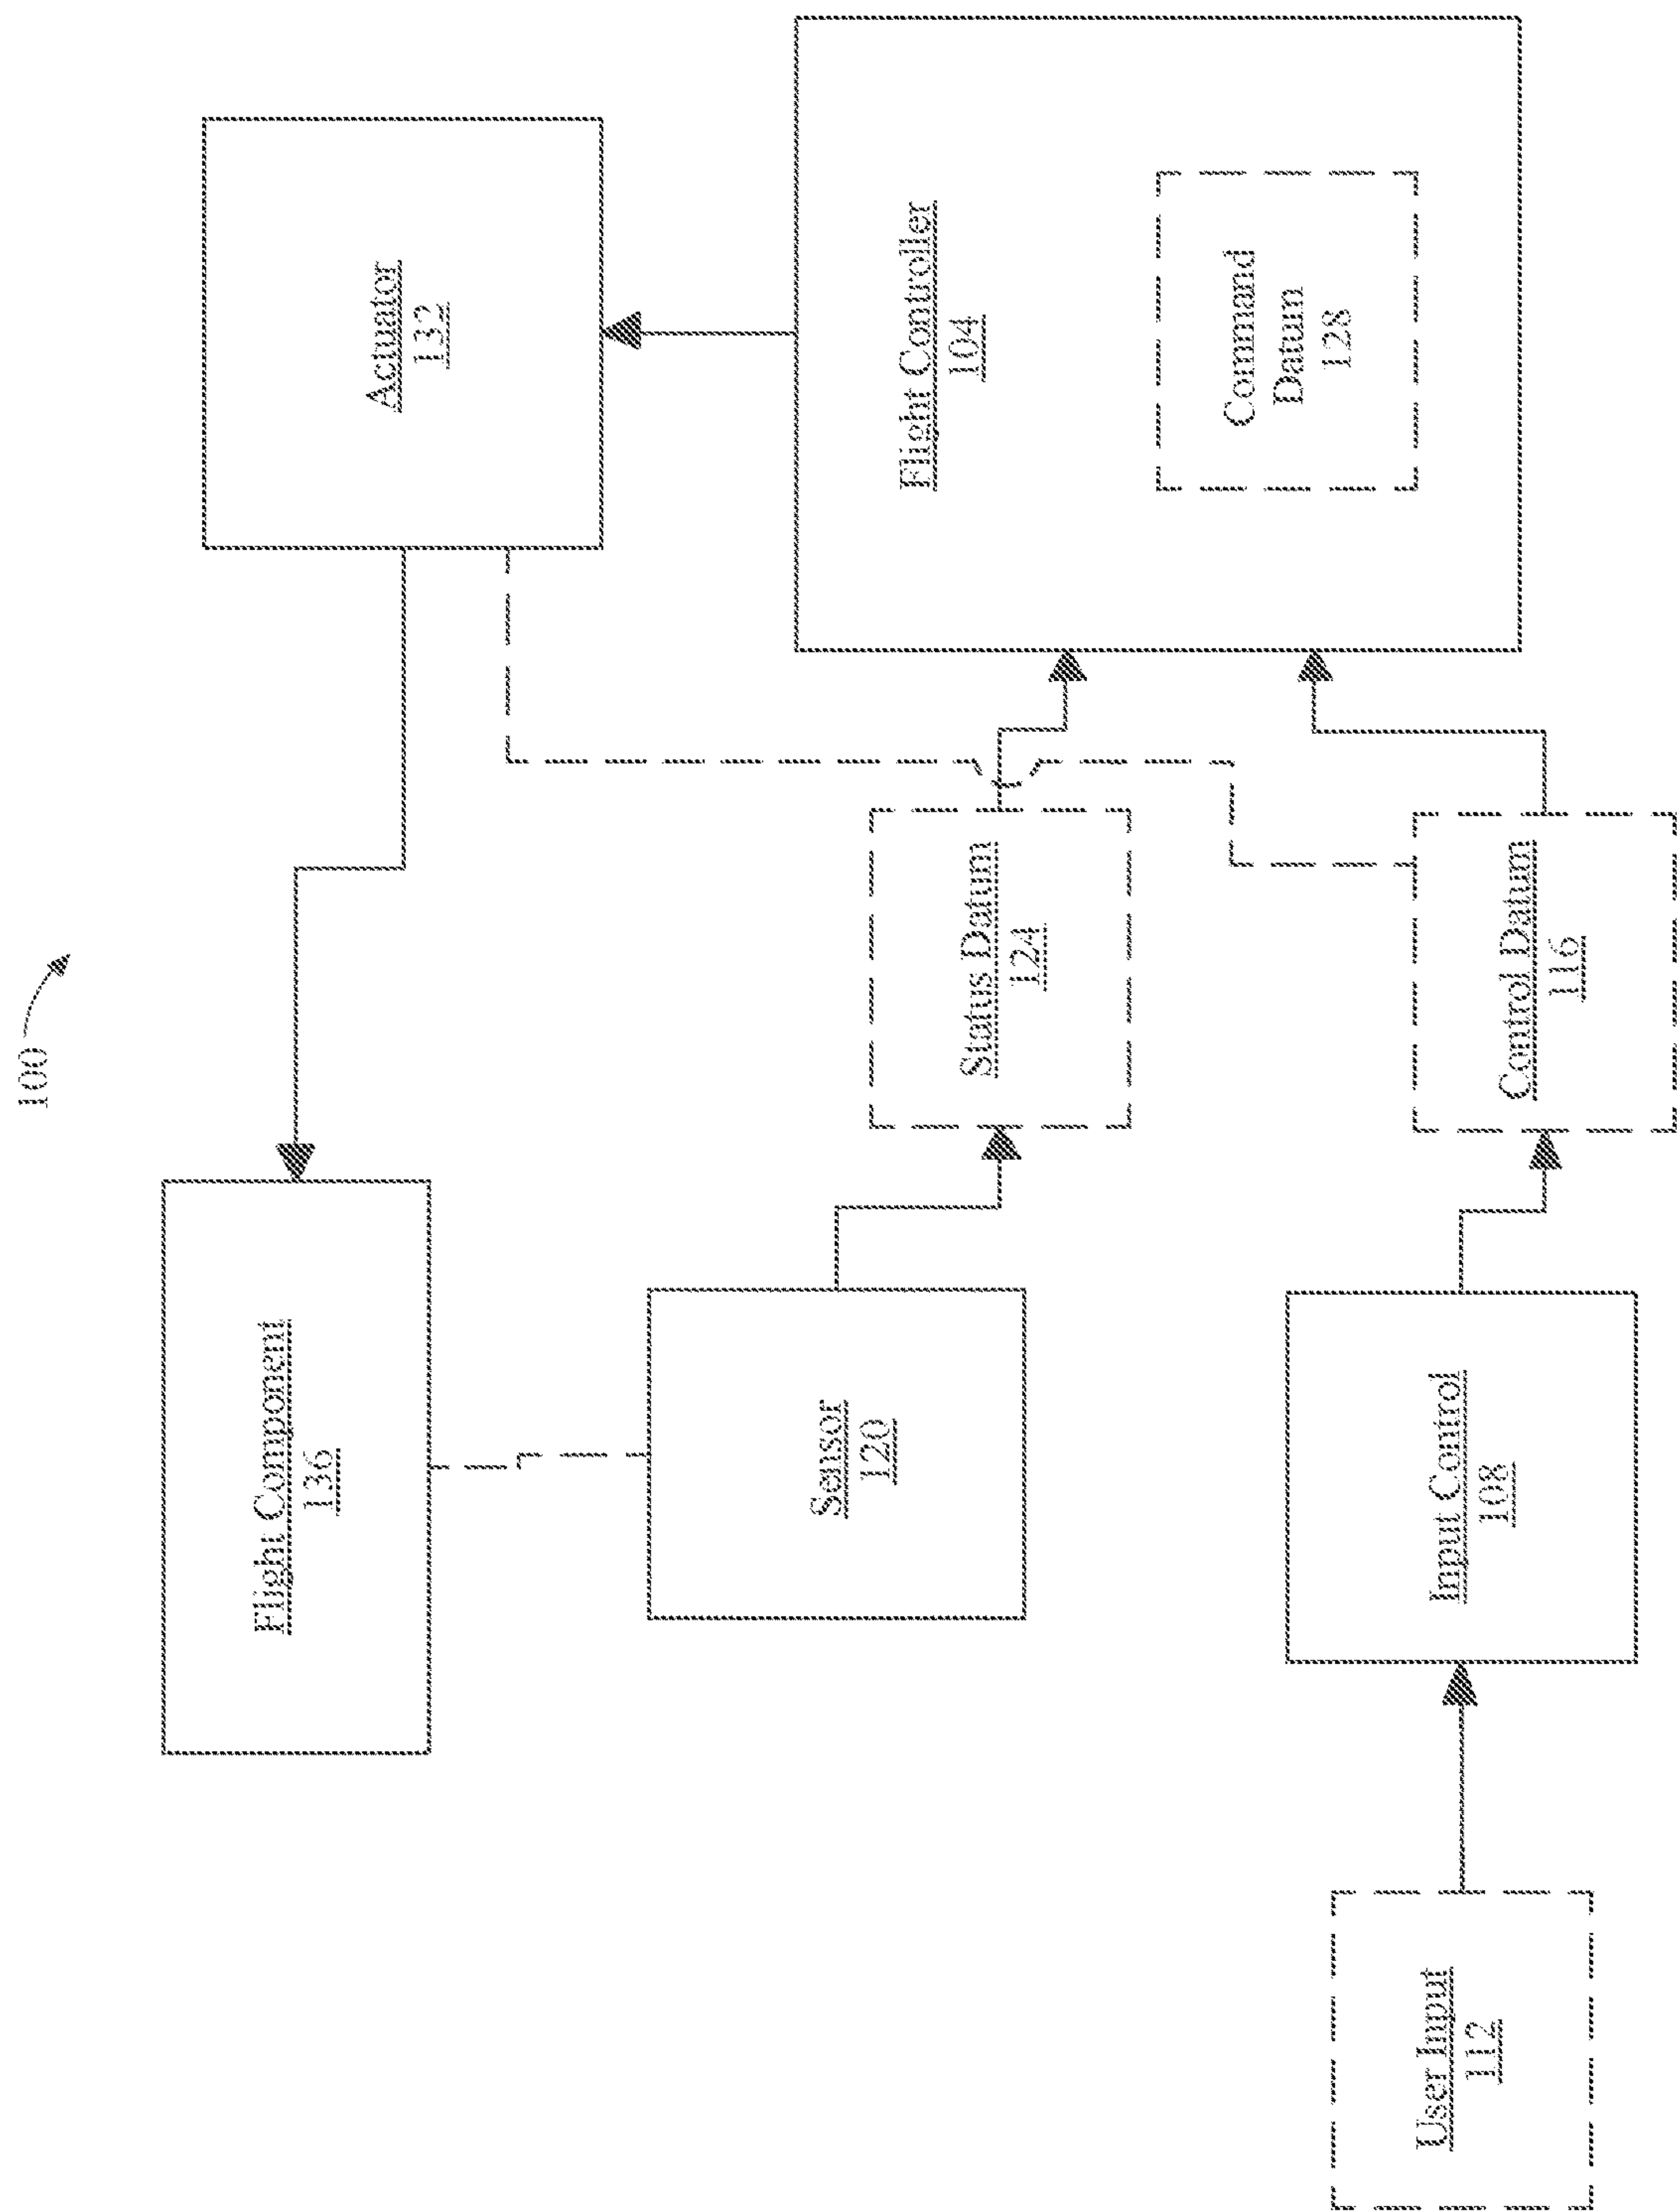 100
Flight Component
136
Actuator
132
Sensor
120
Status Datum
124
Flight Controller
104
Command
Datum
128
User Input
112
Input Control
108
Control Datum
116